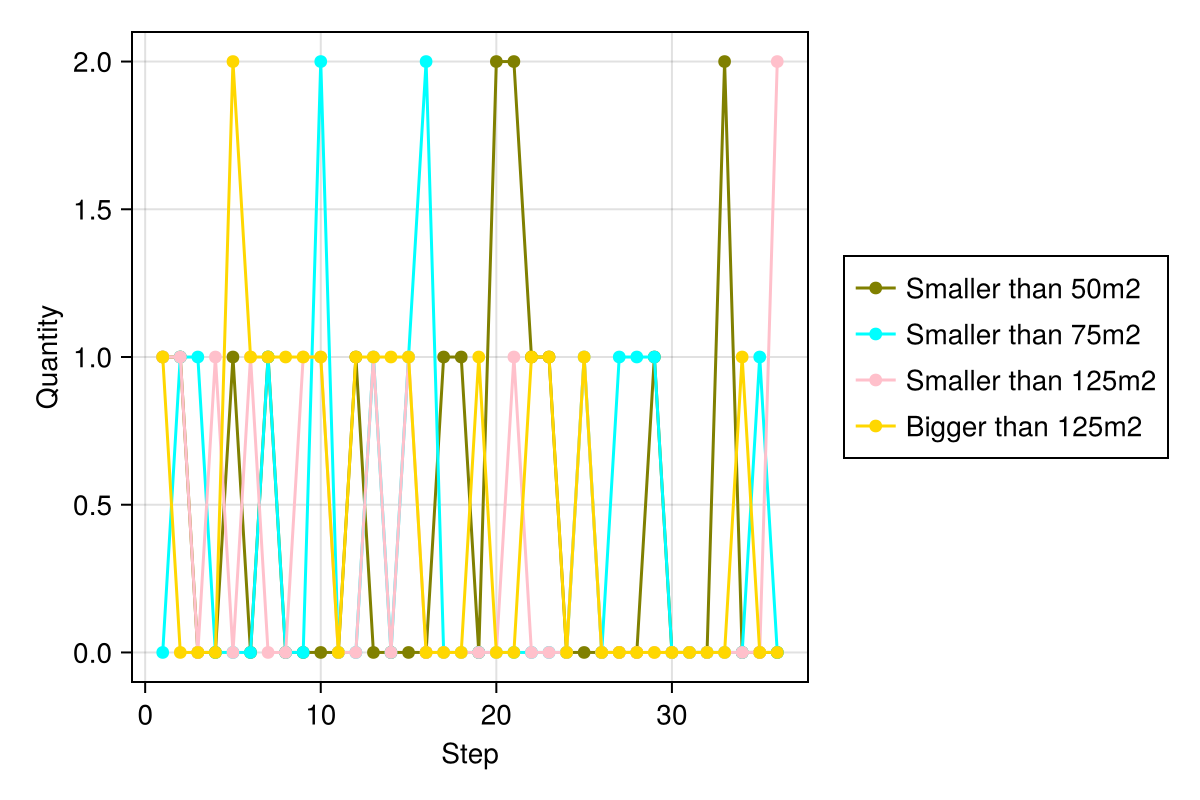 2.0
1.5
1.0
0.5
0.0
Quantity
0 10 20 30
Step
Smaller than 50m2
Smaller than 75m2
Smaller than 125m2
Bigger than 125m2